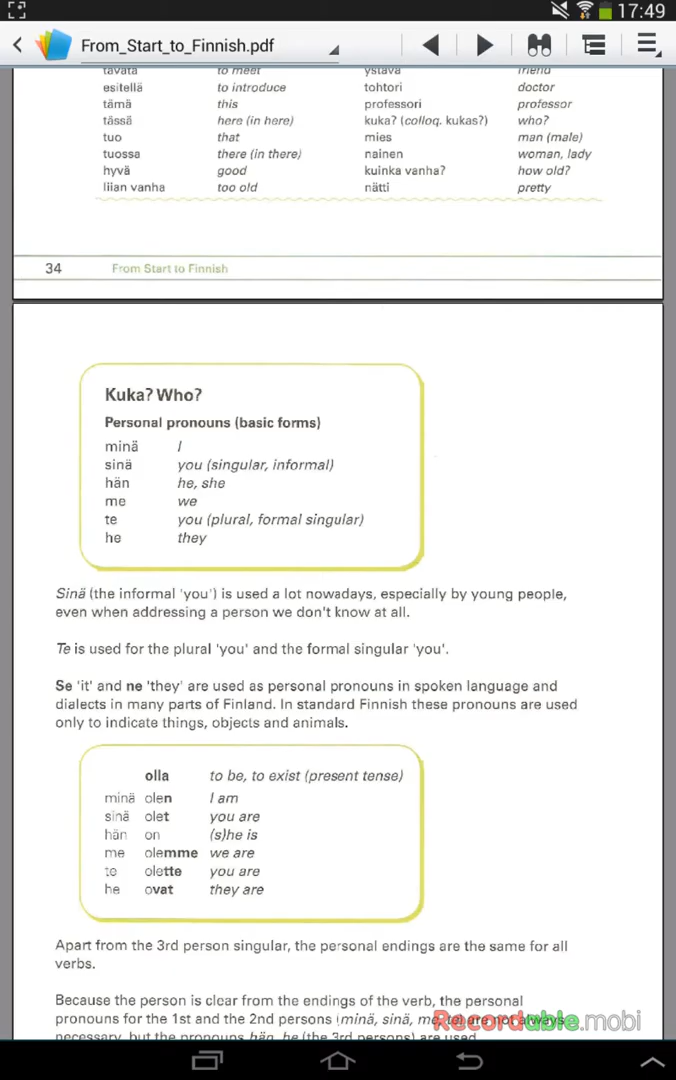 17:49
From_Start_to_Finnish.pdf
tavata to meet ystävä friend
esitellä to introduce tohtori doctor
tämä this professori professor
tässä here (in here) kuka? (colloq. kukas?) who?
tuo that mies man (male)
tuossa there (in there) nainen woman, lady
hyvä good kuinka vanha? how old?
liian vanha too old nätti pretty
34 From Start to Finnish
Kuka? Who?
Personal pronouns (basic forms)
minä I
sinä you (singular, informal)
hän he, she
me we
te you (plural, formal singular)
he they
Sinä (the informal 'you') is used a lot nowadays, especially by young people,
even when addressing a person we don't know at all.
Te is used for the plural 'you' and the formal singular 'you'.
Se 'it' and ne 'they' are used as personal pronouns in spoken language and
dialects in many parts of Finland. In standard Finnish these pronouns are used
only to indicate things, objects and animals.
olla to be, to exist (present tense)
minä olen I am
sinä olet you are
hän on (s)he is
me olemme we are
te olette you are
he ovat they are
Apart from the 3rd person singular, the personal endings are the same for all
verbs.
Because the person is clear from the endings of the verb, the personal
pronouns for the 1st and the 2nd persons (minä, sinä, me, te) are not always
necessary, but the pronouns hän, he (the 3rd persons) are used
Recordable.mobi